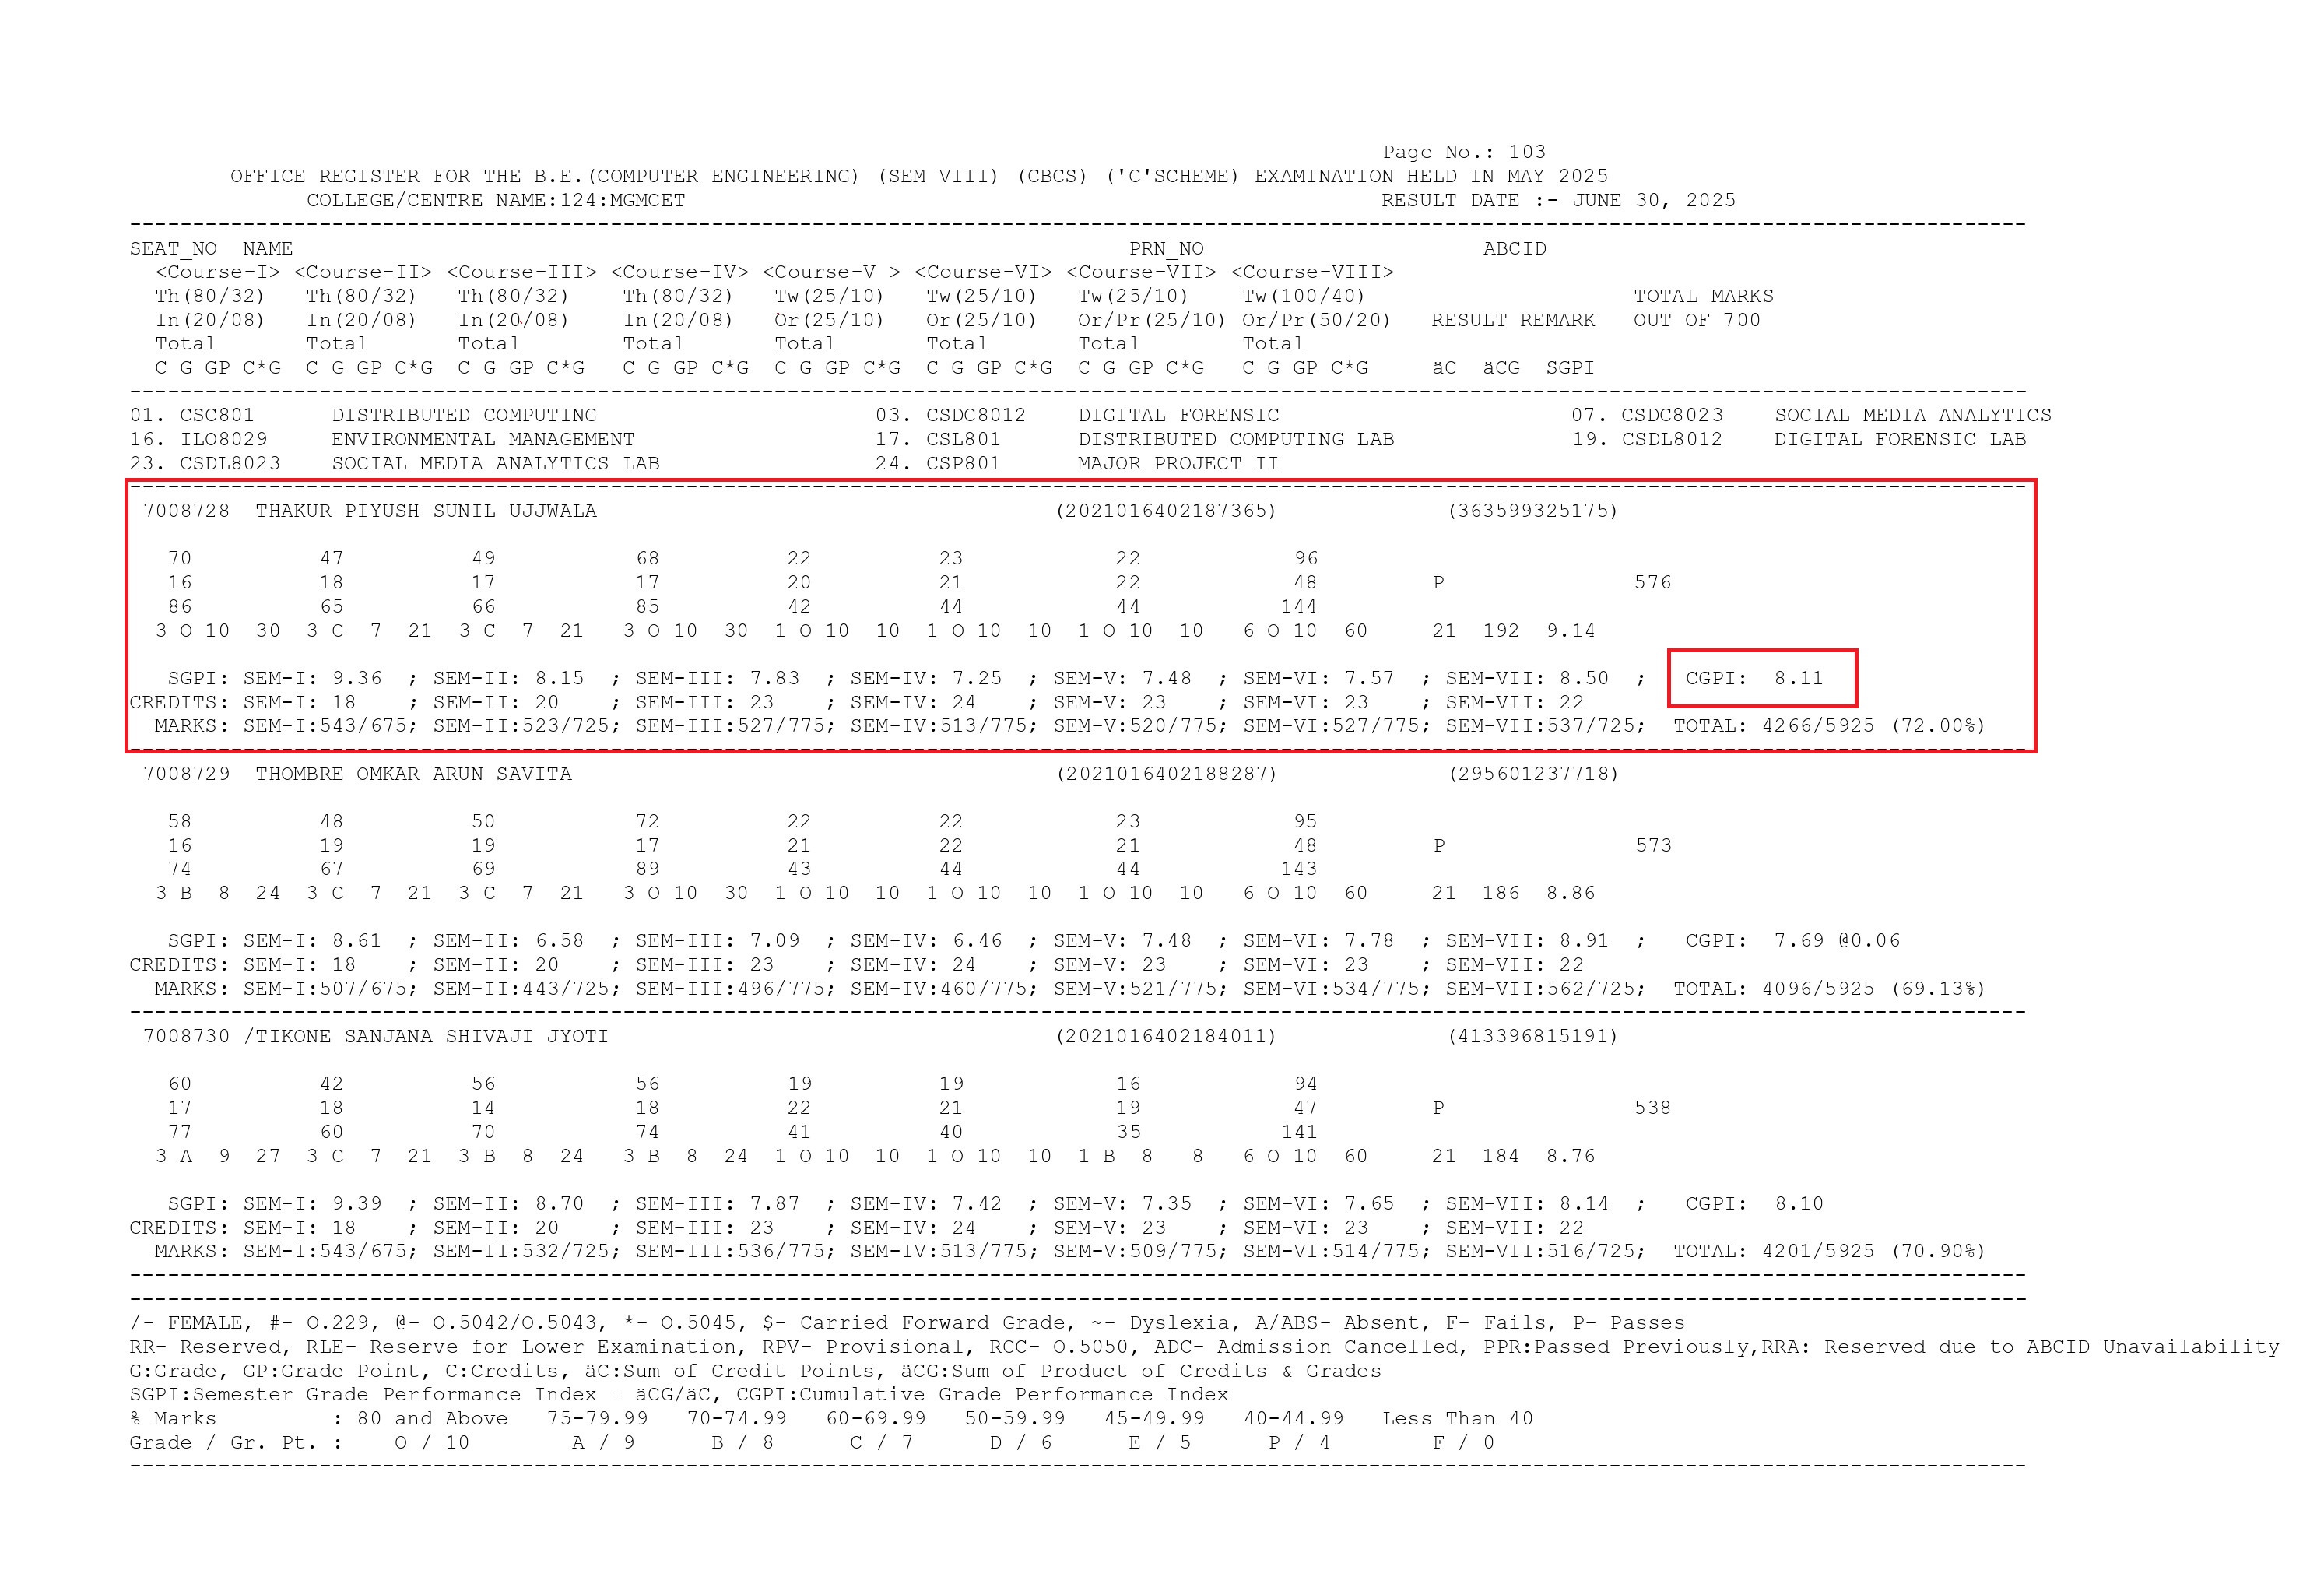 Page No.: 103
OFFICE REGISTER FOR THE B.E.(COMPUTER ENGINEERING) (SEM VIII) (CBCS) ('C'SCHEME) EXAMINATION HELD IN MAY 2025
COLLEGE/CENTRE NAME:124:MGMCET RESULT DATE :- JUNE 30, 2025
SEAT_NO NAME PRN_NO ABCID
<Course-I> <Course-II> <Course-III> <Course-IV> <Course-V > <Course-VI> <Course-VII> <Course-VIII>
Th(80/32) Th(80/32) Th(80/32) Th(80/32) Tw(25/10) Tw(25/10) Tw(25/10) Tw(100/40) TOTAL MARKS
In(20/08) In(20/08) In(20/08) In(20/08) Or(25/10) Or(25/10) Or/Pr(25/10) Or/Pr(50/20) RESULT REMARK OUT OF 700
Total Total Total Total Total Total Total Total
C G GP C*G C G GP C*G C G GP C*G C G GP C*G C G GP C*G C G GP C*G C G GP C*G C G GP C*G äC äCG SGPI
01. CSC801 DISTRIBUTED COMPUTING 03. CSDC8012 DIGITAL FORENSIC 07. CSDC8023 SOCIAL MEDIA ANALYTICS
16. ILO8029 ENVIRONMENTAL MANAGEMENT 17. CSL801 DISTRIBUTED COMPUTING LAB 19. CSDL8012 DIGITAL FORENSIC LAB
23. CSDL8023 SOCIAL MEDIA ANALYTICS LAB 24. CSP801 MAJOR PROJECT II
7008728 THAKUR PIYUSH SUNIL UJJWALA (2021016402187365) (363599325175)
70 47 49 68 22 23 22 96
16 18 17 17 20 21 22 48 P 576
86 65 66 85 42 44 44 144
3 O 10 30 3 C 7 21 3 C 7 21 3 O 10 30 1 O 10 10 1 O 10 10 1 O 10 10 6 O 10 60 21 192 9.14
SGPI: SEM-I: 9.36 ; SEM-II: 8.15 ; SEM-III: 7.83 ; SEM-IV: 7.25 ; SEM-V: 7.48 ; SEM-VI: 7.57 ; SEM-VII: 8.50 ; CGPI: 8.11
CREDITS: SEM-I: 18 ; SEM-II: 20 ; SEM-III: 23 ; SEM-IV: 24 ; SEM-V: 23 ; SEM-VI: 23 ; SEM-VII: 22
MARKS: SEM-I:543/675; SEM-II:523/725; SEM-III:527/775; SEM-IV:513/775; SEM-V:520/775; SEM-VI:527/775; SEM-VII:537/725; TOTAL: 4266/5925 (72.00%)
7008729 THOMBRE OMKAR ARUN SAVITA (2021016402188287) (295601237718)
58 48 50 72 22 22 23 95
16 19 19 17 21 22 21 48 P 573
74 67 69 89 43 44 44 143
3 B 8 24 3 C 7 21 3 C 7 21 3 O 10 30 1 O 10 10 1 O 10 10 1 O 10 10 6 O 10 60 21 186 8.86
SGPI: SEM-I: 8.61 ; SEM-II: 6.58 ; SEM-III: 7.09 ; SEM-IV: 6.46 ; SEM-V: 7.48 ; SEM-VI: 7.78 ; SEM-VII: 8.91 ; CGPI: 7.69 @0.06
CREDITS: SEM-I: 18 ; SEM-II: 20 ; SEM-III: 23 ; SEM-IV: 24 ; SEM-V: 23 ; SEM-VI: 23 ; SEM-VII: 22
MARKS: SEM-I:507/675; SEM-II:443/725; SEM-III:496/775; SEM-IV:460/775; SEM-V:521/775; SEM-VI:534/775; SEM-VII:562/725; TOTAL: 4096/5925 (69.13%)
7008730 /TIKONE SANJANA SHIVAJI JYOTI (2021016402184011) (413396815191)
60 42 56 56 19 19 16 94
17 18 14 18 22 21 19 47 P 538
77 60 70 74 41 40 35 141
3 A 9 27 3 C 7 21 3 B 8 24 3 B 8 24 1 O 10 10 1 O 10 10 1 B 8 8 6 O 10 60 21 184 8.76
SGPI: SEM-I: 9.39 ; SEM-II: 8.70 ; SEM-III: 7.87 ; SEM-IV: 7.42 ; SEM-V: 7.35 ; SEM-VI: 7.65 ; SEM-VII: 8.14 ; CGPI: 8.10
CREDITS: SEM-I: 18 ; SEM-II: 20 ; SEM-III: 23 ; SEM-IV: 24 ; SEM-V: 23 ; SEM-VI: 23 ; SEM-VII: 22
MARKS: SEM-I:543/675; SEM-II:532/725; SEM-III:536/775; SEM-IV:513/775; SEM-V:509/775; SEM-VI:514/775; SEM-VII:516/725; TOTAL: 4201/5925 (70.90%)
/- FEMALE, #- O.229, @- O.5042/O.5043, *- O.5045, $- Carried Forward Grade, ~- Dyslexia, A/ABS- Absent, F- Fails, P- Passes
RR- Reserved, RLE- Reserve for Lower Examination, RPV- Provisional, RCC- O.5050, ADC- Admission Cancelled, PPR:Passed Previously,RRA: Reserved due to ABCID Unavailability
G:Grade, GP:Grade Point, C:Credits, äC:Sum of Credit Points, äCG:Sum of Product of Credits & Grades
SGPI:Semester Grade Performance Index = äCG/äC, CGPI:Cumulative Grade Performance Index
% Marks : 80 and Above 75-79.99 70-74.99 60-69.99 50-59.99 45-49.99 40-44.99 Less Than 40
Grade / Gr. Pt. : O / 10 A / 9 B / 8 C / 7 D / 6 E / 5 P / 4 F / 0